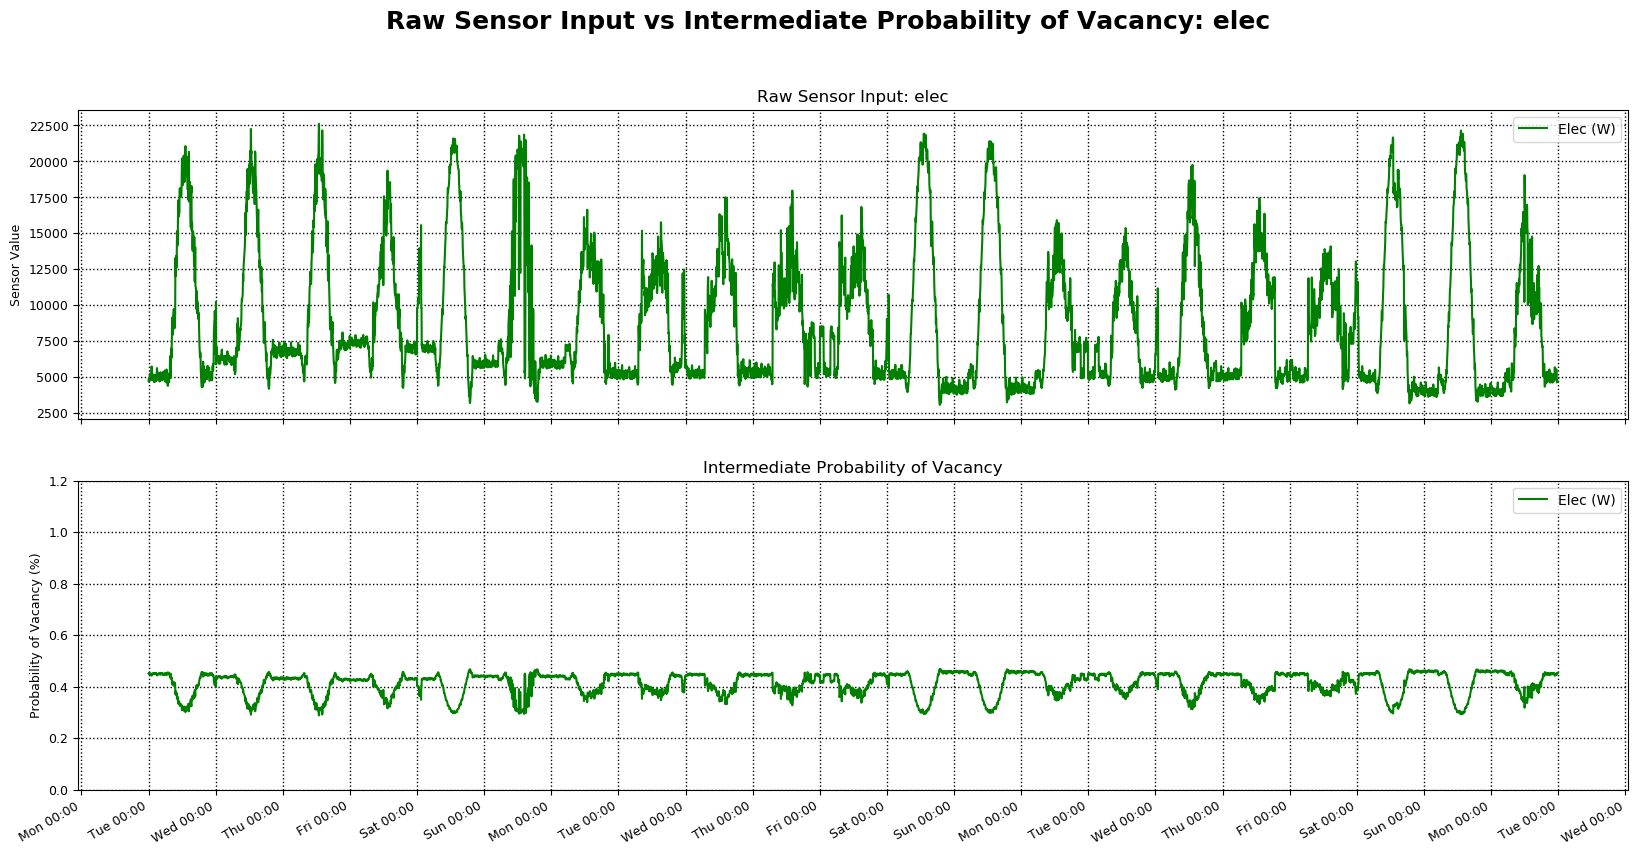 Raw Sensor Input vs Intermediate Probability of Vacancy: elec
Raw Sensor Input: elec
Sensor Value
22500
20000
17500
15000
12500
10000
7500
5000
2500
Elec (W)
Intermediate Probability of Vacancy
Probability of Vacancy (%)
1.2
1.0
0.8
0.6
0.4
0.2
0.0
Elec (W)
Mon 00:00
Tue 00:00
Wed 00:00
Thu 00:00
Fri 00:00
Sat 00:00
Sun 00:00
Mon 00:00
Tue 00:00
Wed 00:00
Thu 00:00
Fri 00:00
Sat 00:00
Sun 00:00
Mon 00:00
Tue 00:00
Wed 00:00
Thu 00:00
Fri 00:00
Sat 00:00
Sun 00:00
Mon 00:00
Tue 00:00
Wed 00:00